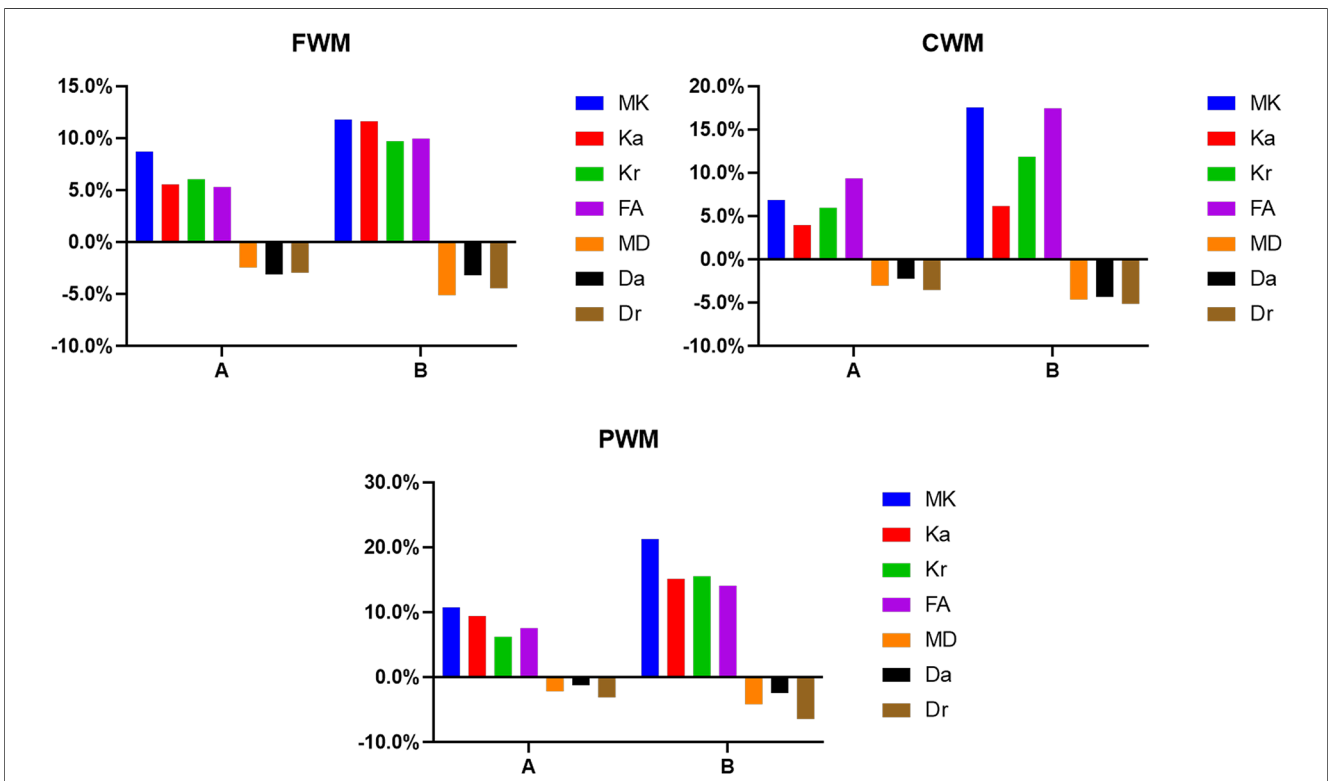 FWM
15.0%
10.0%
5.0%
0.0%
-5.0%
-10.0%
A B
MK
Ka
Kr
FA
MD
Da
Dr
CWM
20.0%
15.0%
10.0%
5.0%
0.0%
-5.0%
-10.0%
A B
MK
Ka
Kr
FA
MD
Da
Dr
PWM
30.0%
20.0%
10.0%
0.0%
-10.0%
A B
MK
Ka
Kr
FA
MD
Da
Dr